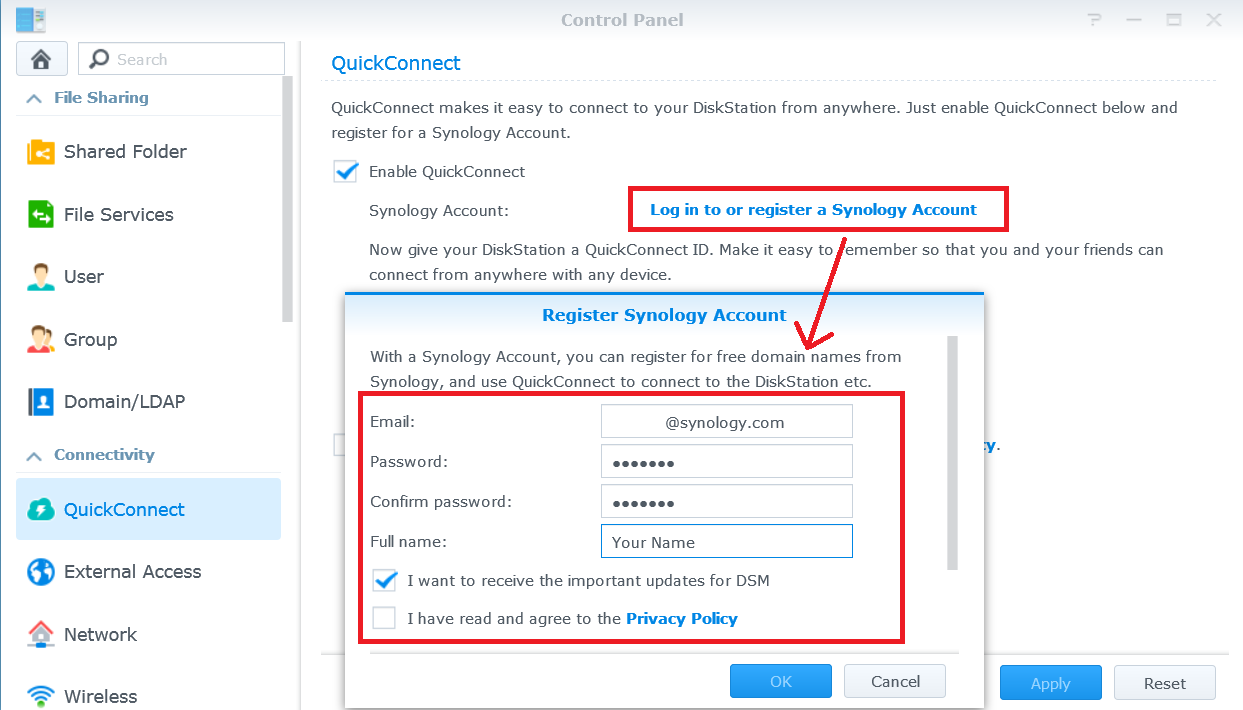 Control Panel
Search
File Sharing
Shared Folder
File Services
User
Group
Domain/LDAP
Connectivity
QuickConnect
External Access
Network
Wireless
QuickConnect
QuickConnect makes it easy to connect to your DiskStation from anywhere. Just enable QuickConnect below and
register for a Synology Account.
Enable QuickConnect
Synology Account:
Log in to or register a Synology Account
Now give your DiskStation a QuickConnect ID. Make it easy to remember so that you and your friends can
connect from anywhere with any device.
Register Synology Account
With a Synology Account, you can register for free domain names from
Synology, and use QuickConnect to connect to the DiskStation etc.
Email:
@synology.com
Password:
•••••••
Confirm password:
•••••••
Full name:
Your Name
I want to receive the important updates for DSM
I have read and agree to the Privacy Policy
OK
Cancel
Apply
Reset